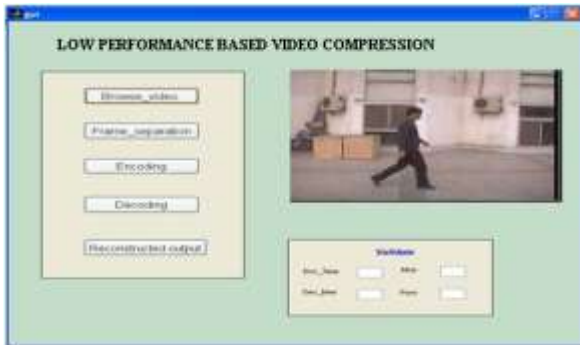 LOW PERFORMANCE BASED VIDEO COMPRESSION
Browse_video
Frame_separation
Encoding
Decoding
Reconstructed output